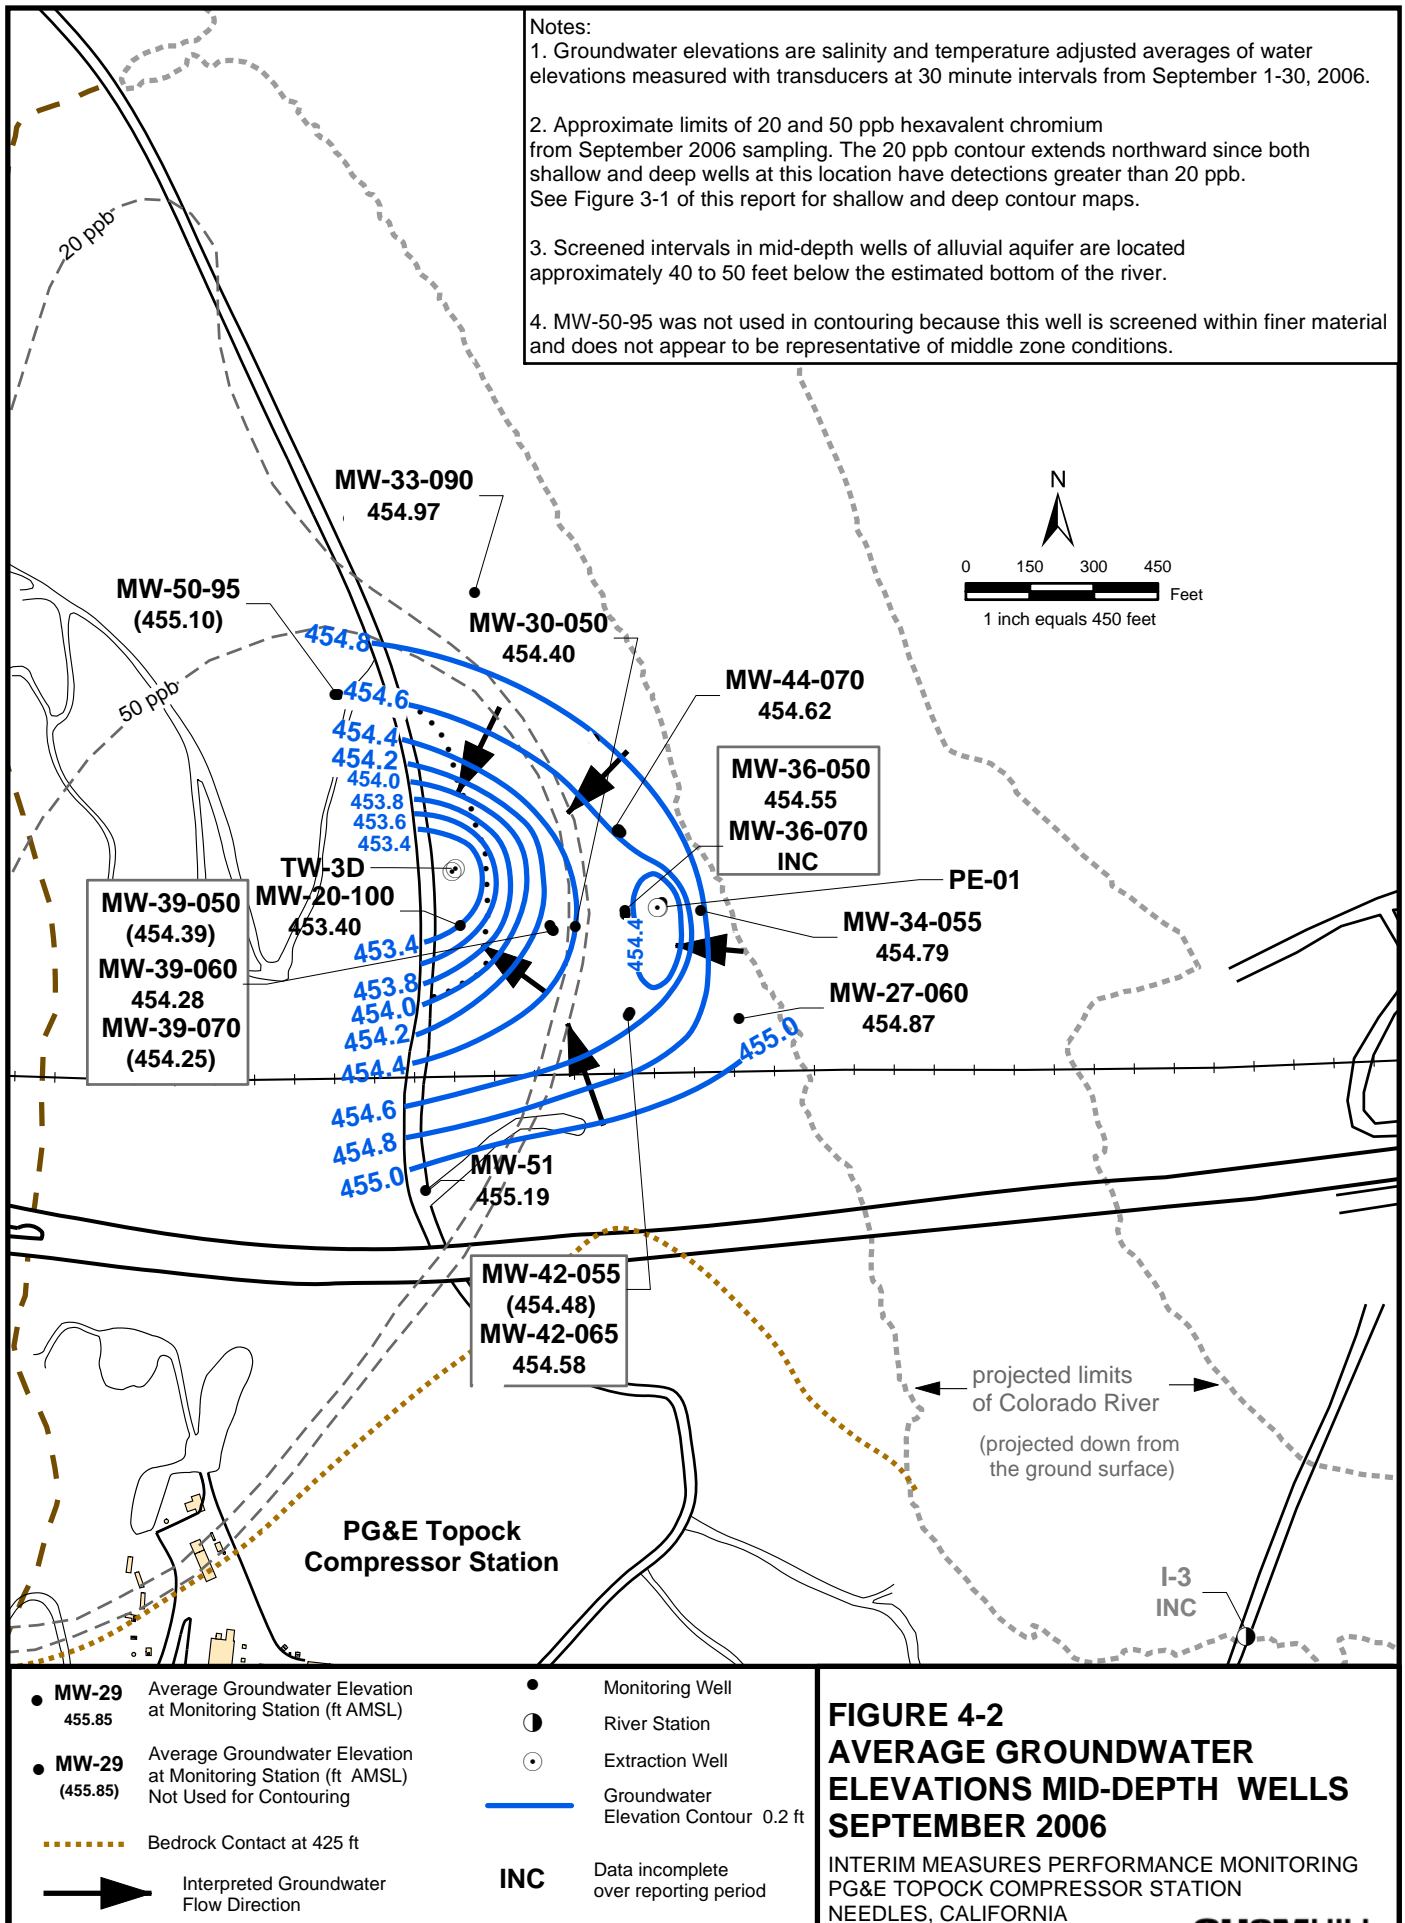 Notes:
1. Groundwater elevations are salinity and temperature adjusted averages of water
elevations measured with transducers at 30 minute intervals from September 1-30, 2006.
2. Approximate limits of 20 and 50 ppb hexavalent chromium
from September 2006 sampling. The 20 ppb contour extends northward since both
shallow and deep wells at this location have detections greater than 20 ppb.
See Figure 3-1 of this report for shallow and deep contour maps.
3. Screened intervals in mid-depth wells of alluvial aquifer are located
approximately 40 to 50 feet below the estimated bottom of the river.
4. MW-50-95 was not used in contouring because this well is screened within finer material
and does not appear to be representative of middle zone conditions.
20 ppb
MW-33-090
454.97
N
0 150 300 450
Feet
1 inch equals 450 feet
MW-50-95
(455.10)
MW-30-050
454.40
454.8
50 ppb
454.6
MW-44-070
454.62
454.4
454.2
454.0
453.8
453.6
453.4
MW-36-050
454.55
MW-36-070
INC
TW-3D
MW-20-100
453.40
PE-01
MW-39-050
(454.39)
MW-39-060
454.28
MW-39-070
(454.25)
454.4
MW-34-055
454.79
453.4
453.8
454.0
454.2
454.4
MW-27-060
454.87
455.0
454.6
454.8
455.0
MW-51
455.19
MW-42-055
(454.48)
MW-42-065
454.58
projected limits
of Colorado River
(projected down from
the ground surface)
PG&E Topock
Compressor Station
I-3
INC
MW-29
455.85
Average Groundwater Elevation
at Monitoring Station (ft AMSL)
MW-29
(455.85)
Average Groundwater Elevation
at Monitoring Station (ft AMSL)
Not Used for Contouring
Bedrock Contact at 425 ft
Interpreted Groundwater
Flow Direction
Monitoring Well
River Station
Extraction Well
Groundwater
Elevation Contour 0.2 ft
INC
Data incomplete
over reporting period
FIGURE 4-2
AVERAGE GROUNDWATER
ELEVATIONS MID-DEPTH WELLS
SEPTEMBER 2006
INTERIM MEASURES PERFORMANCE MONITORING
PG&E TOPOCK COMPRESSOR STATION
NEEDLES, CALIFORNIA